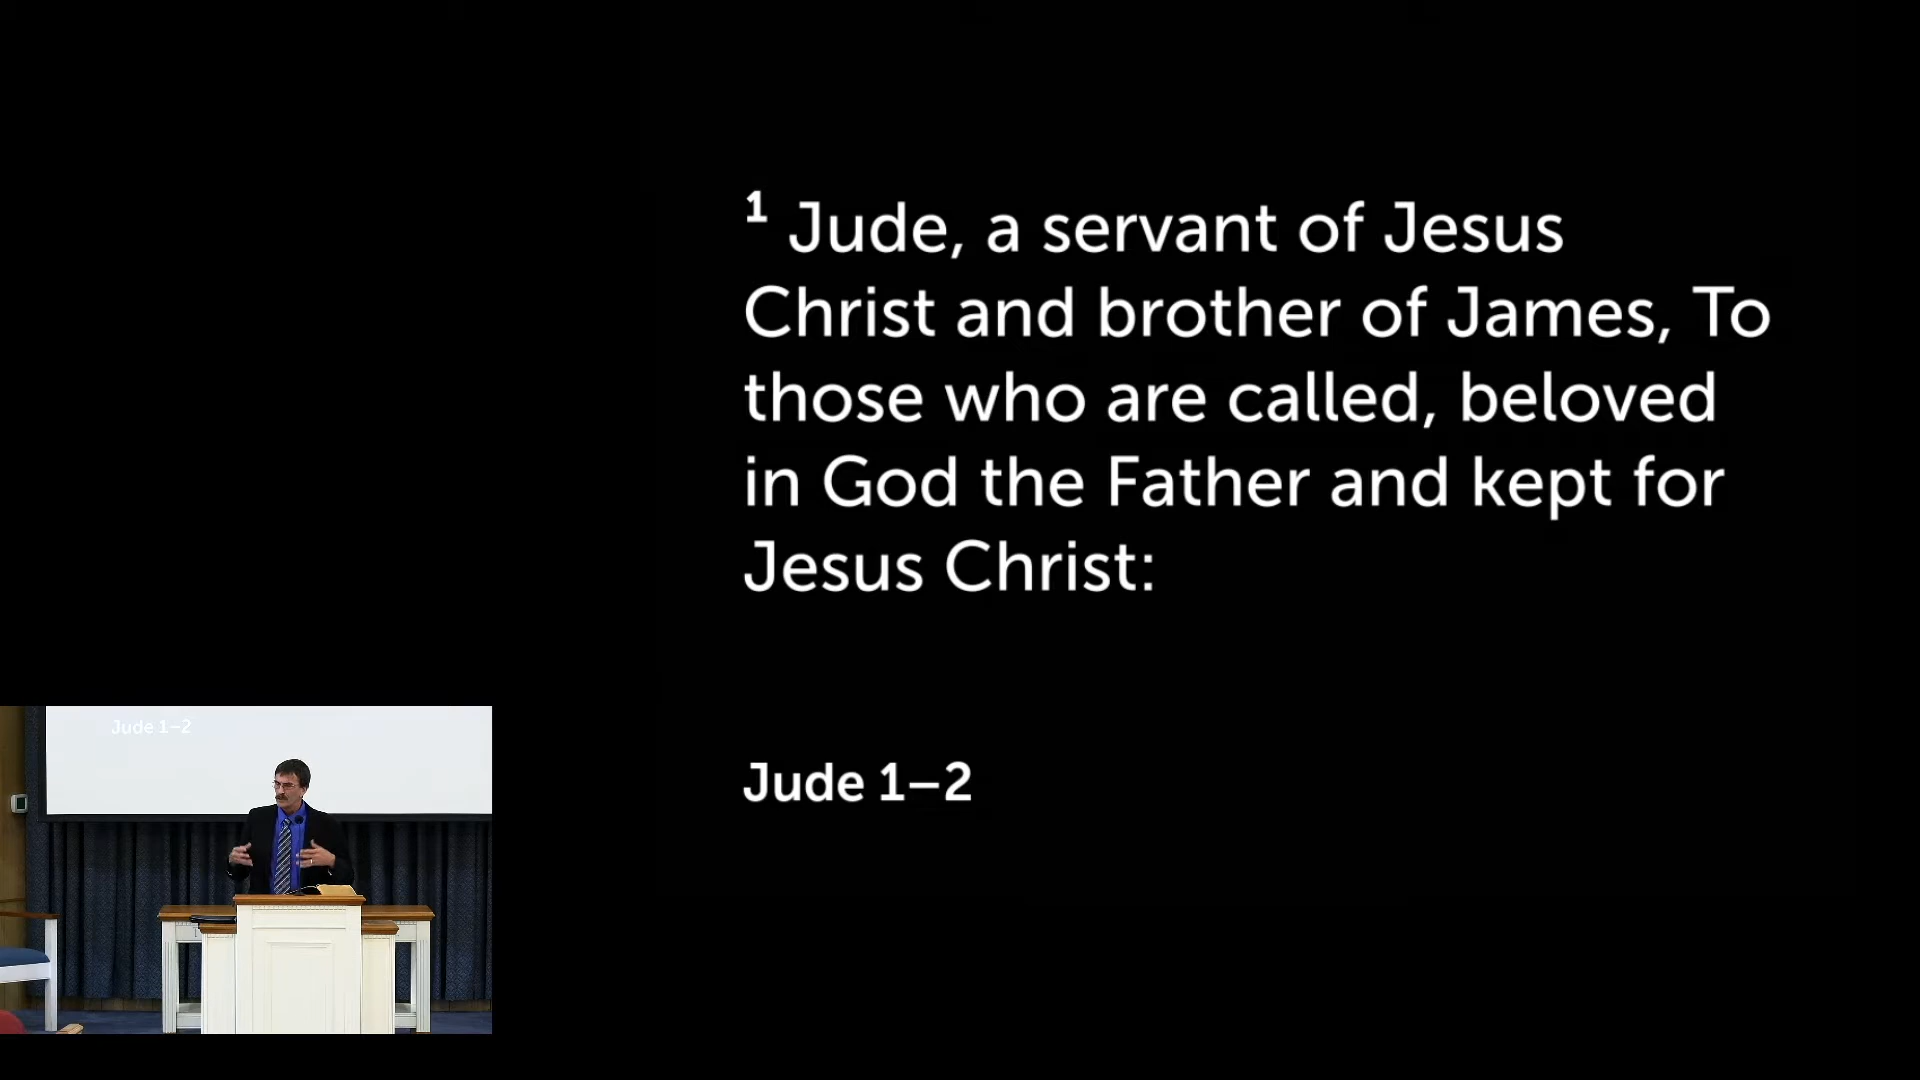 ¹ Jude, a servant of Jesus
Christ and brother of James, To
those who are called, beloved
in God the Father and kept for
Jesus Christ:
Jude 1–2
Jude 1–2